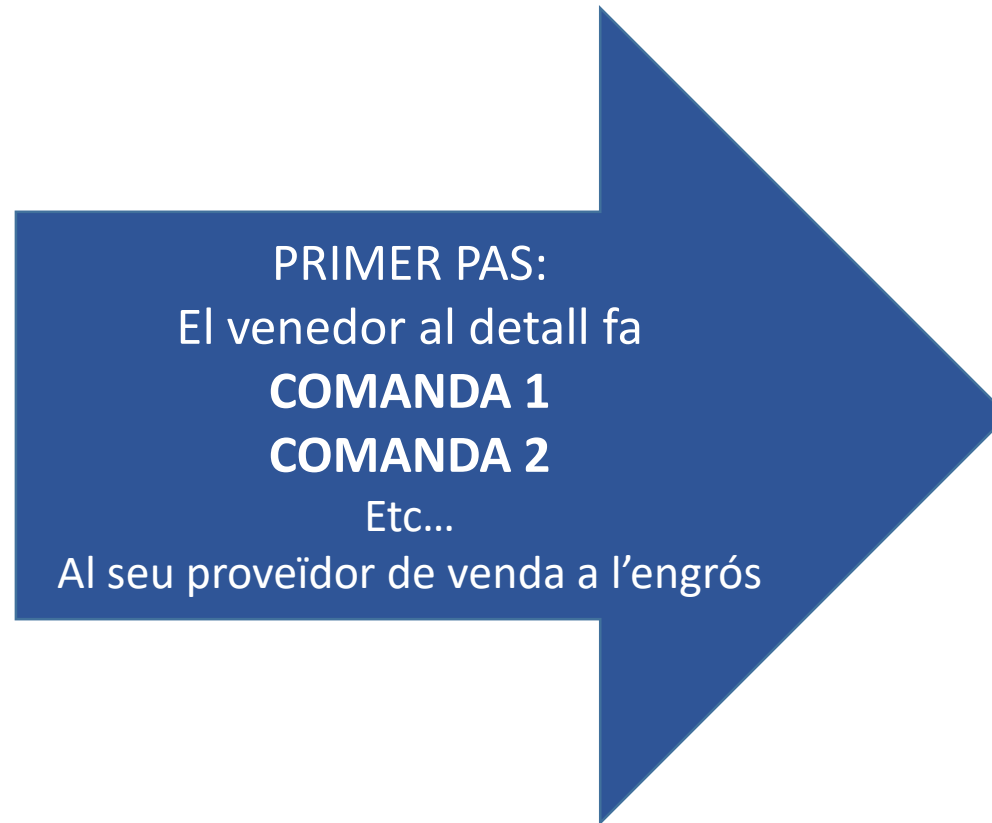 PRIMER PAS:
El venedor al detall fa
COMANDA 1
COMANDA 2
Etc…
Al seu proveïdor de venda a l’engrós